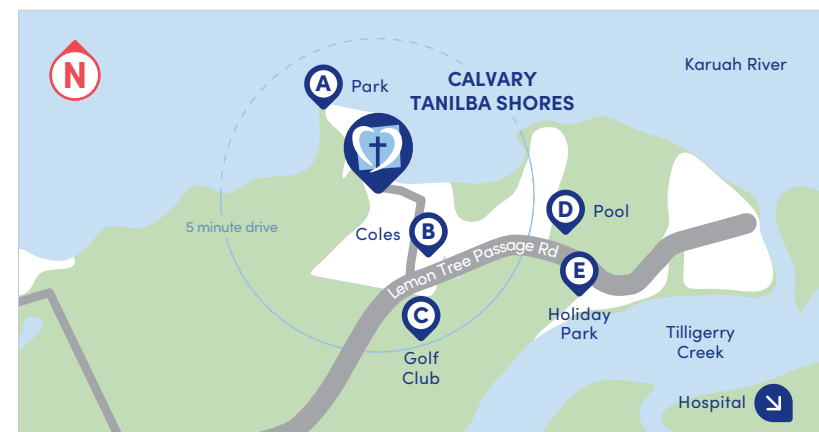 N
A
Park
CALVARY
TANILBA SHORES
Karuah River
5 minute drive
Coles
B
D
Pool
Lemon Tree Passage Rd
E
Holiday
Park
C
Golf
Club
Tilligerry
Creek
Hospital